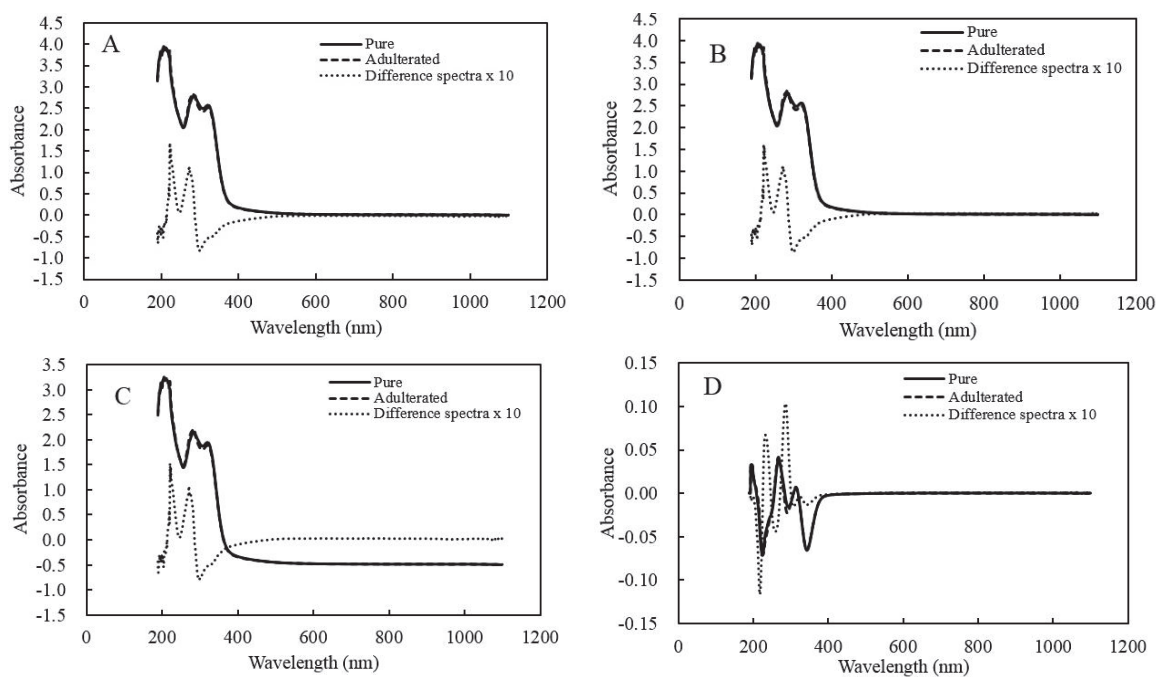 A
Pure
Adulterated
Difference spectra x 10
Absorbance
4.5
4.0
3.5
3.0
2.5
2.0
1.5
1.0
0.5
0.0
-0.5
-1.0
-1.5
0 200 400 600 800 1000 1200
Wavelength (nm)
B
Pure
Adulterated
Difference spectra x 10
Absorbance
4.5
4.0
3.5
3.0
2.5
2.0
1.5
1.0
0.5
0.0
-0.5
-1.0
-1.5
0 200 400 600 800 1000 1200
Wavelength (nm)
C
Pure
Adulterated
Difference spectra x 10
Absorbance
3.5
3.0
2.5
2.0
1.5
1.0
0.5
0.0
-0.5
-1.0
-1.5
0 200 400 600 800 1000 1200
Wavelength (nm)
D
Pure
Adulterated
Difference spectra x 10
Absorbance
0.15
0.10
0.05
0.00
-0.05
-0.10
-0.15
0 200 400 600 800 1000 1200
Wavelength (nm)